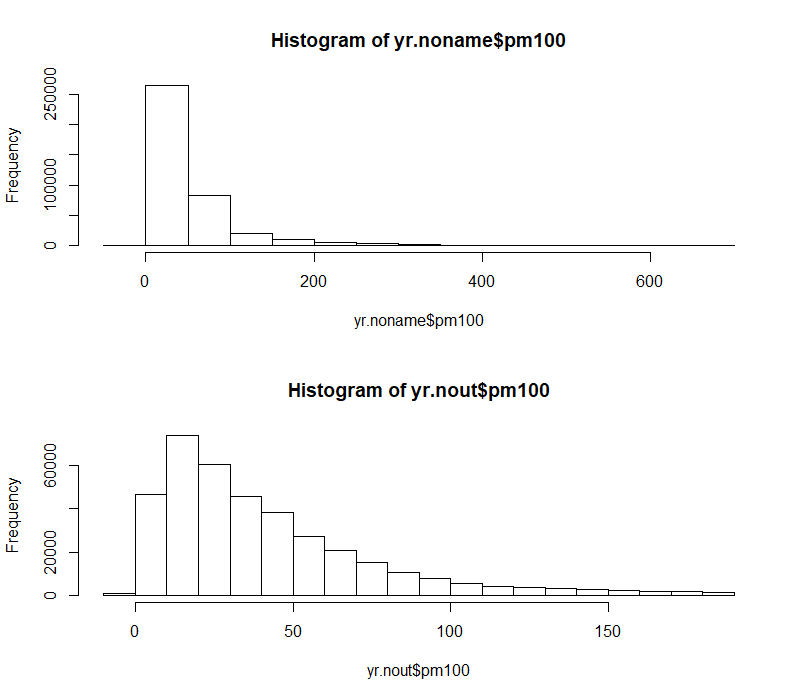 Histogram of yr.noname$pm100
Frequency
0
100000
250000
0 200 400 600
yr.noname$pm100
Histogram of yr.nout$pm100
Frequency
0
20000
60000
0 50 100 150
yr.nout$pm100